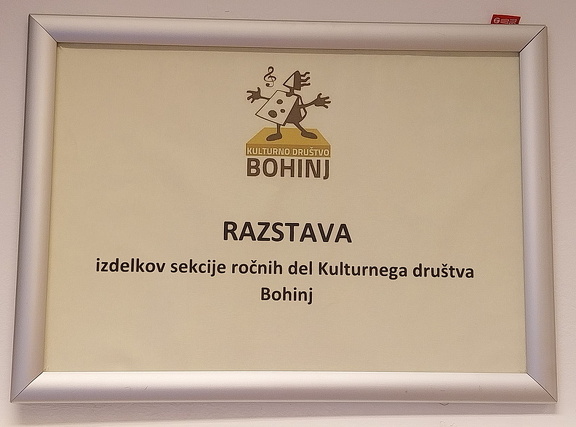 KULTURNO DRUŠTVO
BOHINJ
RAZSTAVA
izdelkov sekcije ročnih del Kulturnega društva
Bohinj